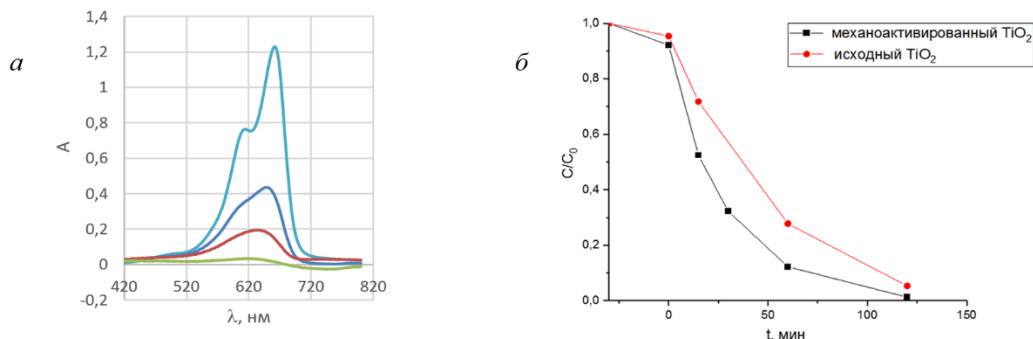 а
1,4
1,2
1
0,8
0,6
0,4
0,2
0
-0,2
A
420 520 620 720 820
λ, нм
б
1,0
0,8
0,6
0,4
0,2
0,0
C/C₀
механоактивированный TiO₂
исходный TiO₂
0 50 100 150
t, мин